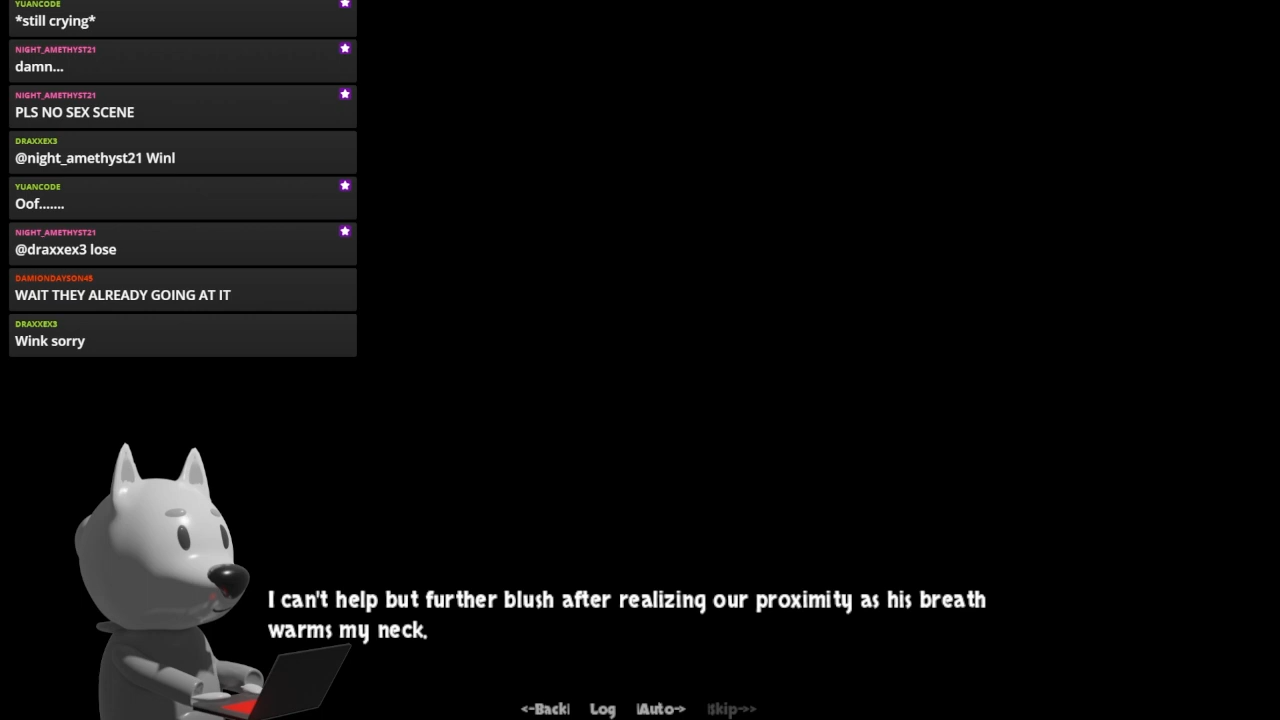 YUANCODE
*still crying*
NIGHT_AMETHYST21
damn...
NIGHT_AMETHYST21
PLS NO SEX SCENE
DRAXXEX3
@night_amethyst21 Winl
YUANCODE
Oof.......
NIGHT_AMETHYST21
@draxxex3 lose
DAMIONDAYSON45
WAIT THEY ALREADY GOING AT IT
DRAXXEX3
Wink sorry
I can't help but further blush after realizing our proximity as his breath
warms my neck.
<-Back| Log |Auto-> |Skip->>